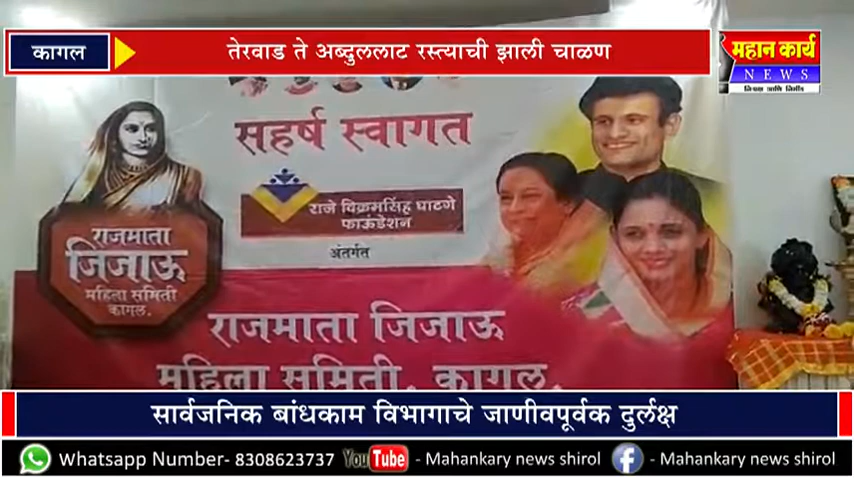 कागल
तेरवाड ते अब्दुललाट रस्त्याची झाली चाळण
महान कार्य
NEWS
सहर्ष स्वागत
राजे विक्रमसिंह घाटगे
फाऊंडेशन
अंतर्गत
राजमाता
जिजाऊ
महिला समिती
कागल.
राजमाता जिजाऊ
महिला समिती. कागल.
सार्वजनिक बांधकाम विभागाचे जाणीवपूर्वक दुर्लक्ष
Whatsapp Number- 8308623737 YouTube - Mahankary news shirol f - Mahankary news shirol